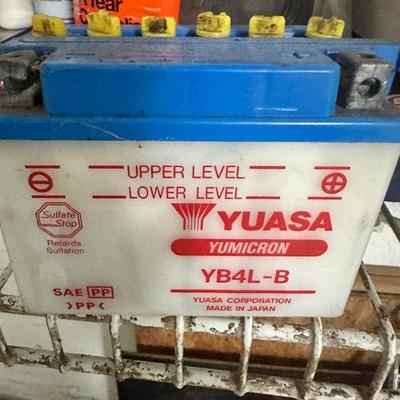 UPPER LEVEL
LOWER LEVEL
Sulfate
Stop
Retards
Sulfation
YUASA
YUMICRON
YB4L-B
SAE PP
>PP<
YUASA CORPORATION
MADE IN JAPAN